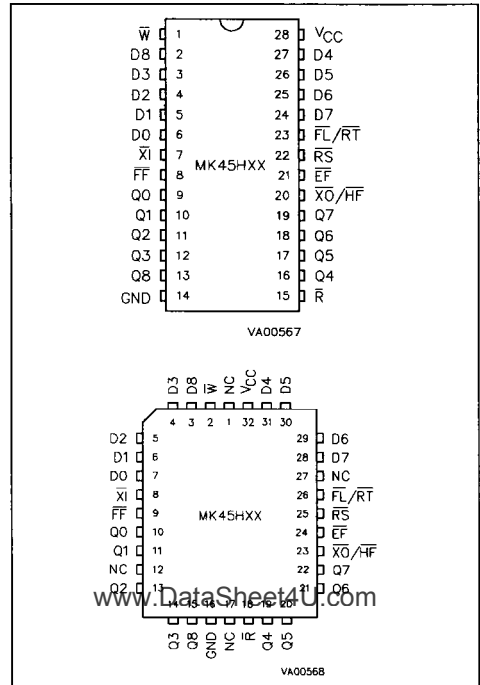 W̅ 1 28 VCC
D8 2 27 D4
D3 3 26 D5
D2 4 25 D6
D1 5 24 D7
D0 6 23 F̅L̅/R̅T̅
X̅I̅ 7 22 R̅S̅
MK45HXX
F̅F̅ 8 21 E̅F̅
Q0 9 20 X̅O̅/H̅F̅
Q1 10 19 Q7
Q2 11 18 Q6
Q3 12 17 Q5
Q8 13 16 Q4
GND 14 15 R̅
VA00567
D3 D8 W̅ NC VCC D4 D5
4 3 2 1 32 31 30
D2 5 29 D6
D1 6 28 D7
D0 7 27 NC
X̅I̅ 8 26 F̅L̅/R̅T̅
F̅F̅ 9 MK45HXX 25 R̅S̅
Q0 10 24 E̅F̅
Q1 11 23 X̅O̅/H̅F̅
NC 12 22 Q7
Q2 13 21 Q6
www.DataSheet4U.com
14 15 16 17 18 19 20
Q3 Q8 GND NC R̅ Q4 Q5
VA00568